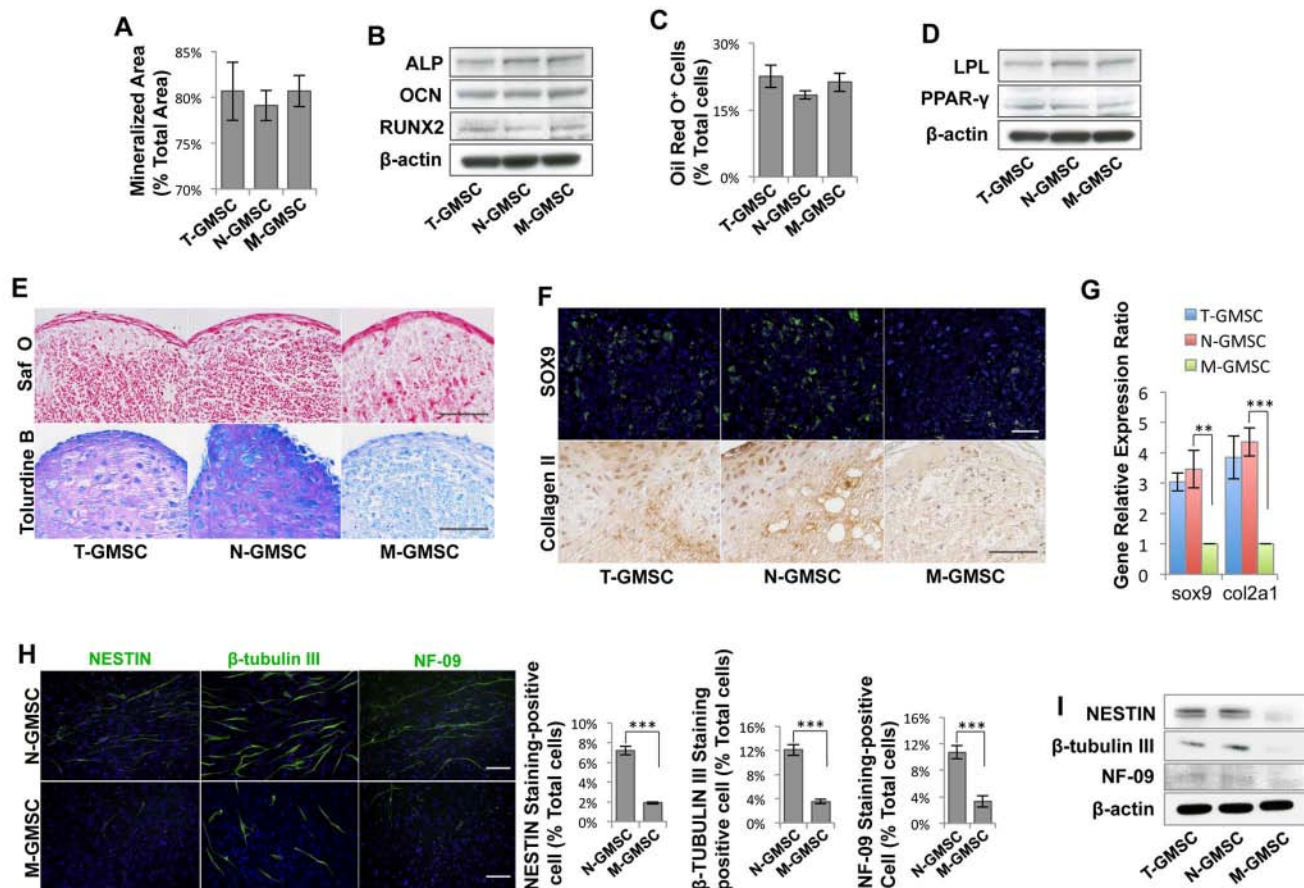 A
Mineralized Area
(% Total Area)
85%
80%
75%
70%
T-GMSC
N-GMSC
M-GMSC
B
ALP
OCN
RUNX2
β-actin
T-GMSC
N-GMSC
M-GMSC
C
Oil Red O⁺ Cells
(% Total cells)
30%
15%
0%
T-GMSC
N-GMSC
M-GMSC
D
LPL
PPAR-γ
β-actin
T-GMSC
N-GMSC
M-GMSC
E
Saf O
Tolurdine B
T-GMSC
N-GMSC
M-GMSC
F
SOX9
Collagen II
T-GMSC
N-GMSC
M-GMSC
G
T-GMSC
N-GMSC
M-GMSC
Gene Relative Expression Ratio
6
5
4
3
2
1
0
**
***
sox9
col2a1
H
NESTIN
β-tubulin III
NF-09
N-GMSC
M-GMSC
NESTIN Staining-positive
cell (% Total cells)
10%
8%
6%
4%
2%
0%
***
N-GMSC
M-GMSC
β-TUBULIN III Staining
positive cell (% Total cells)
16%
12%
8%
4%
0%
***
N-GMSC
M-GMSC
NF-09 Staining-positive
Cell (% Total cells)
16%
12%
8%
4%
0%
***
N-GMSC
M-GMSC
I
NESTIN
β-tubulin III
NF-09
β-actin
T-GMSC
N-GMSC
M-GMSC